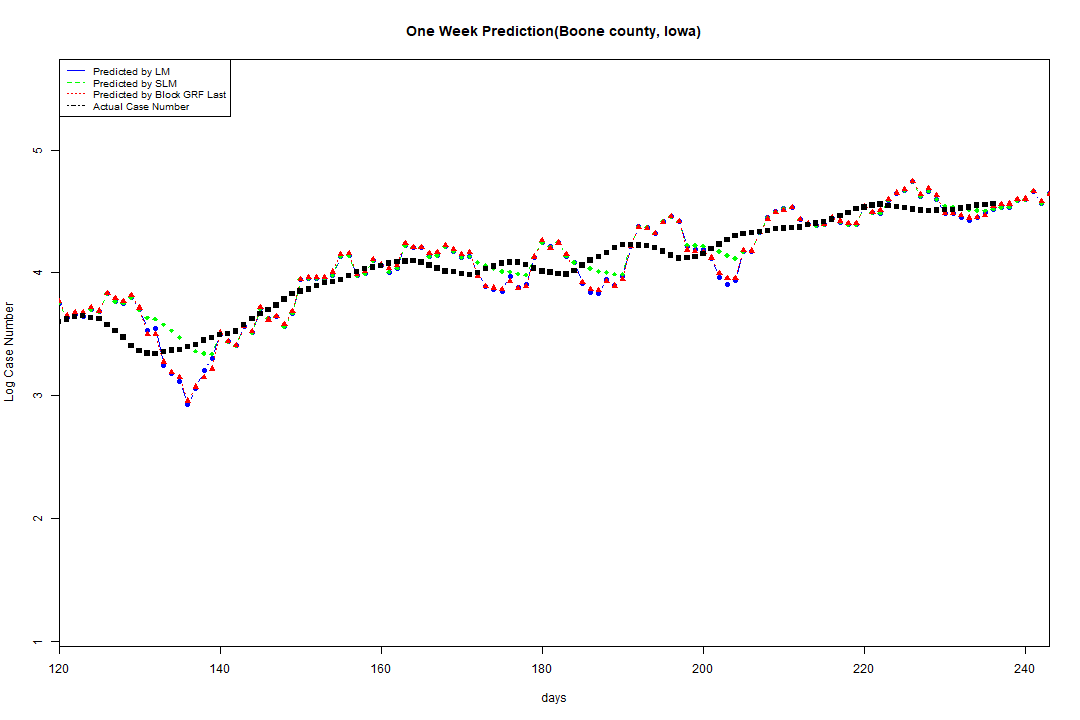 One Week Prediction(Boone county, Iowa)
Predicted by LM
Predicted by SLM
Predicted by Block GRF Last
Actual Case Number
5
4
3
2
1
Log Case Number
120 140 160 180 200 220 240
days